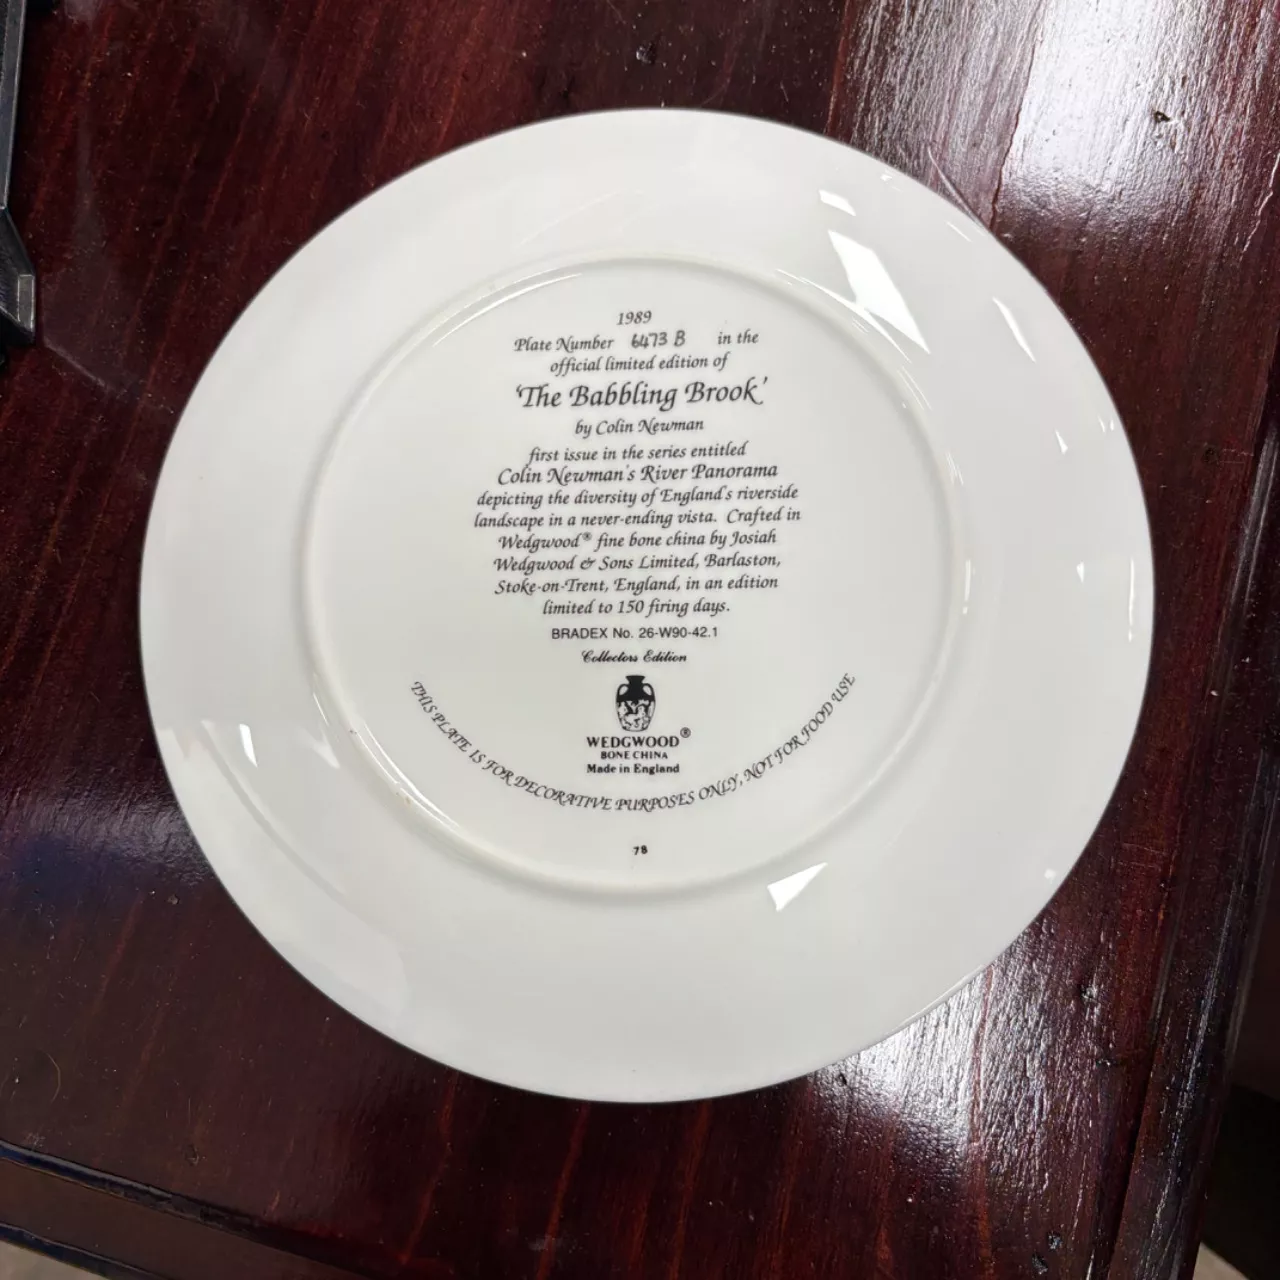 1989
Plate Number 6473 B in the
official limited edition of
'The Babbling Brook'
by Colin Newman
first issue in the series entitled
Colin Newman's River Panorama
depicting the diversity of England's riverside
landscape in a never-ending vista. Crafted in
Wedgwood® fine bone china by Josiah
Wedgwood & Sons Limited, Barlaston,
Stoke-on-Trent, England, in an edition
limited to 150 firing days.
BRADEX No. 26-W90-42.1
Collectors Edition
WEDGWOOD®
BONE CHINA
Made in England
THIS PLATE IS FOR DECORATIVE PURPOSES ONLY, NOT FOR FOOD USE
78